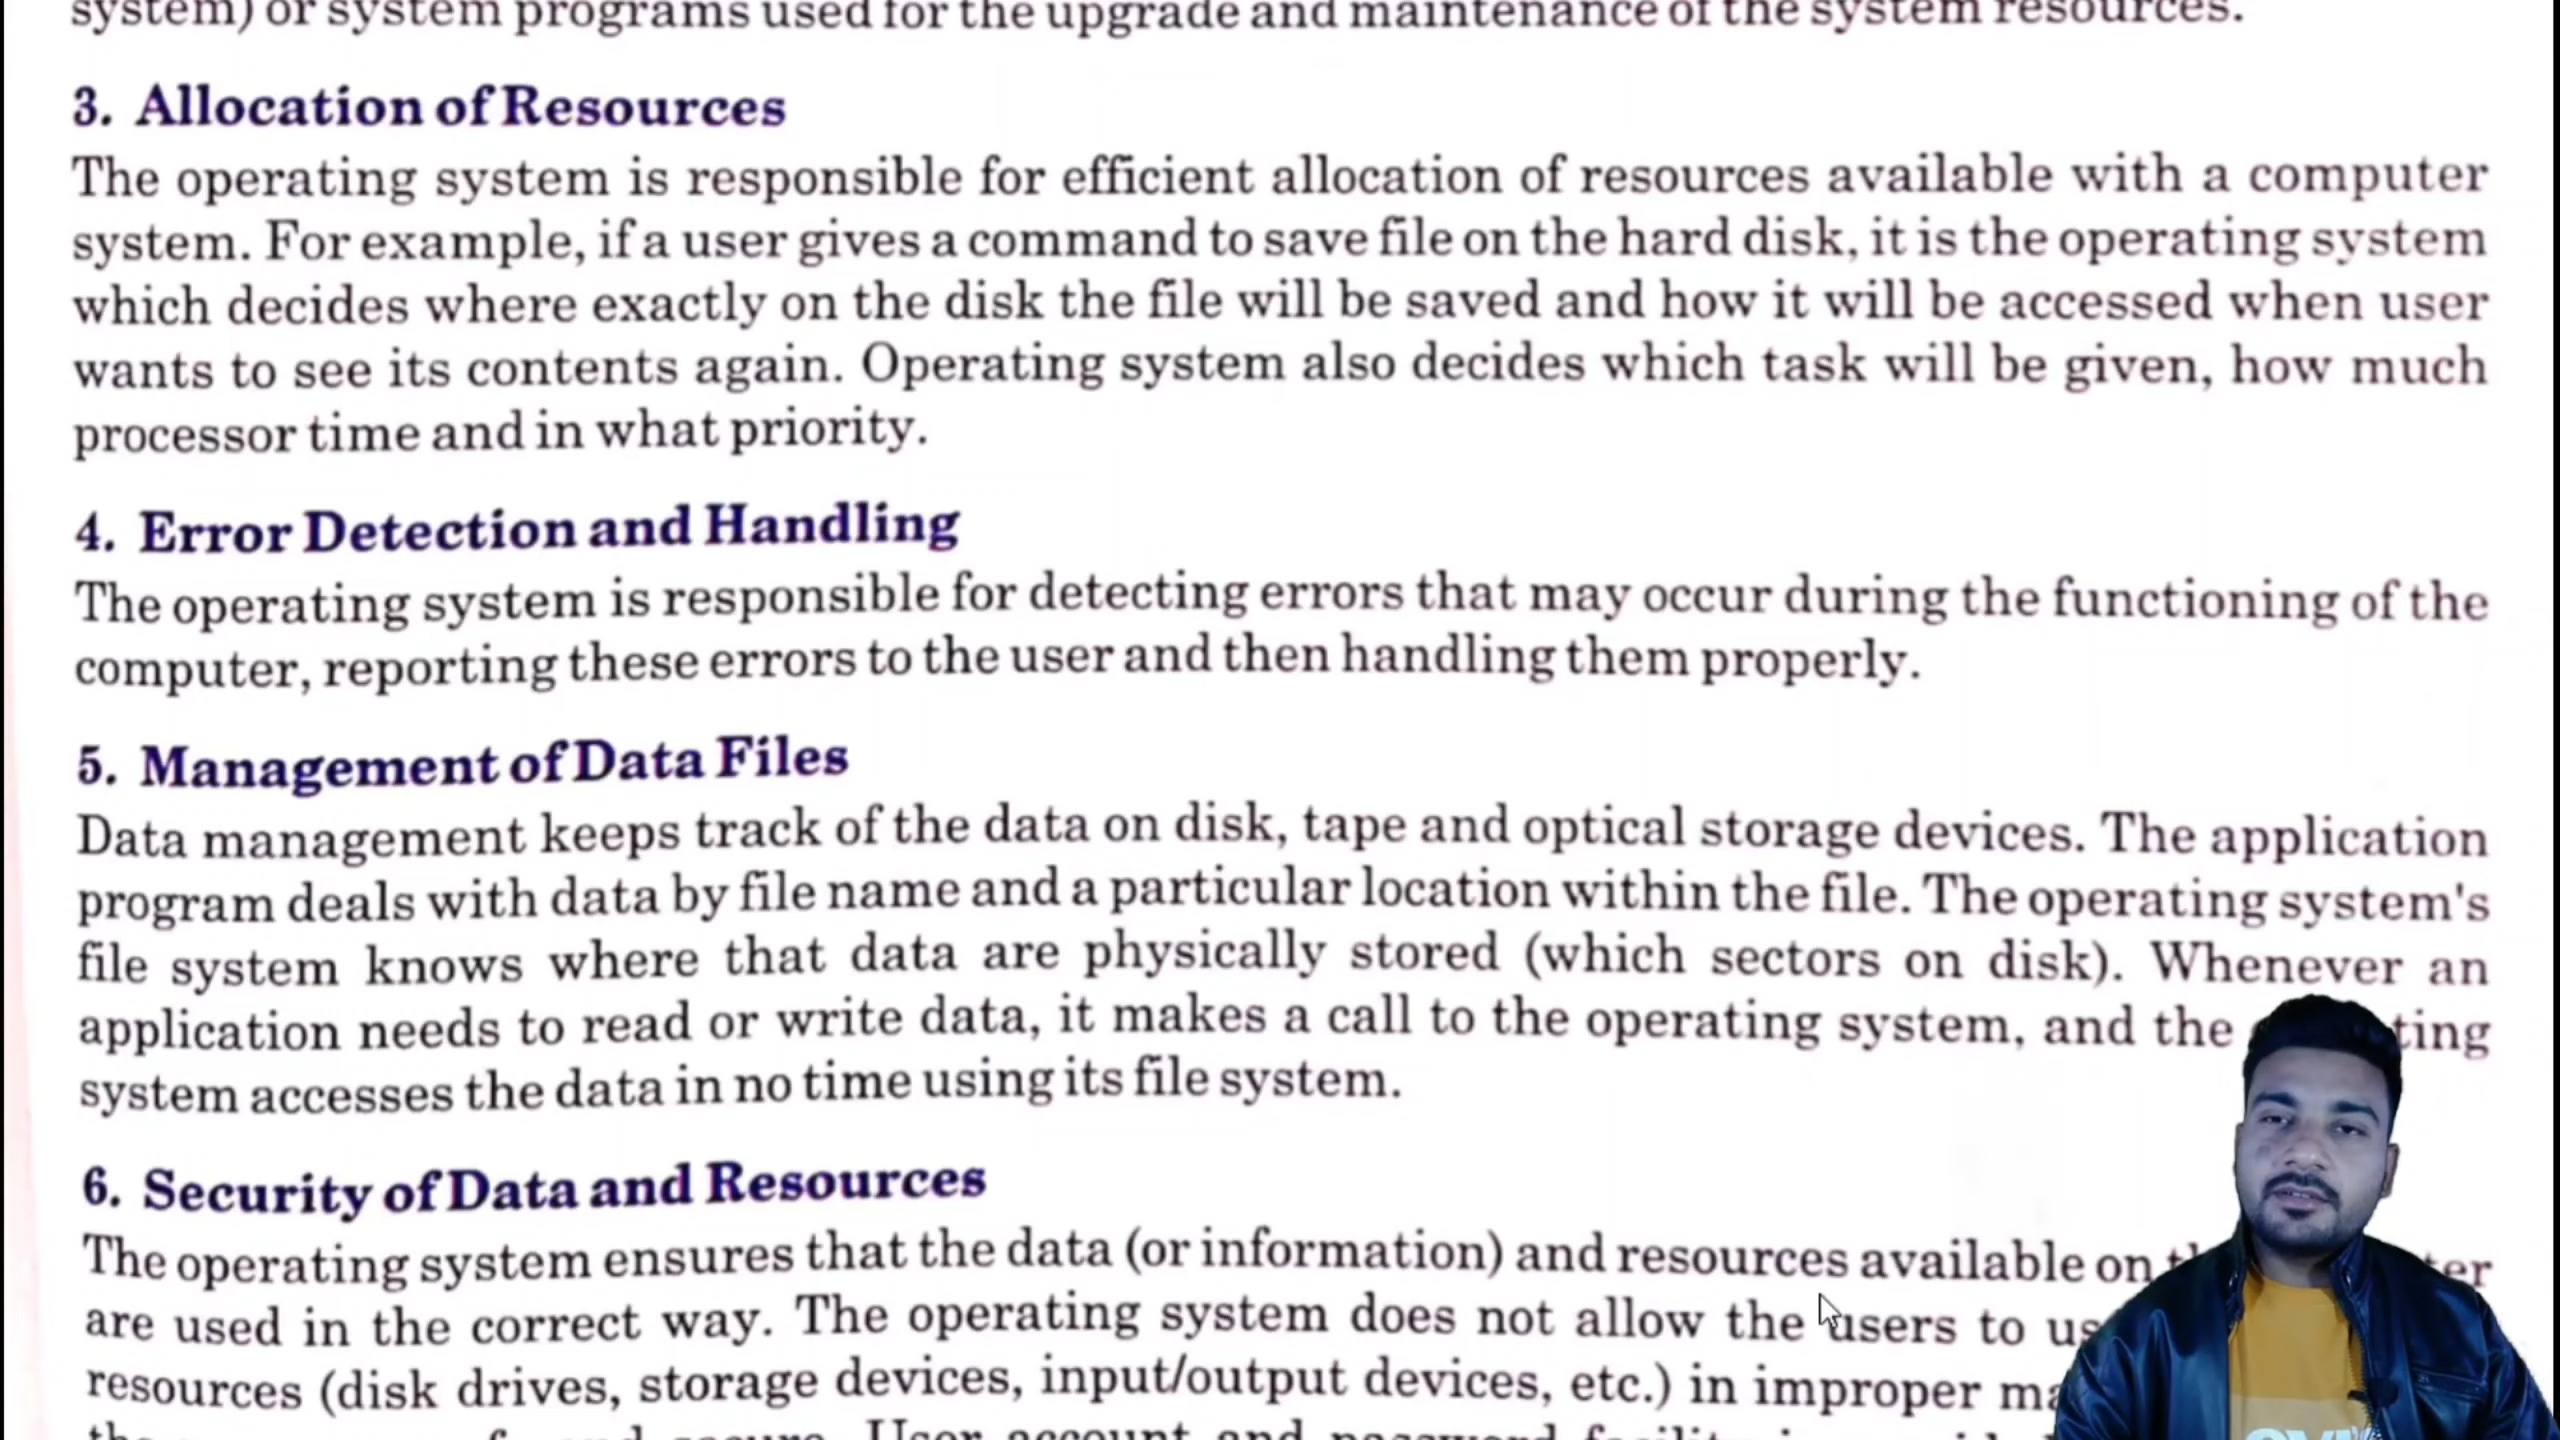 system) or system programs used for the upgrade and maintenance of the system resources.
3. Allocation of Resources
The operating system is responsible for efficient allocation of resources available with a computer
system. For example, if a user gives a command to save file on the hard disk, it is the operating system
which decides where exactly on the disk the file will be saved and how it will be accessed when user
wants to see its contents again. Operating system also decides which task will be given, how much
processor time and in what priority.
4. Error Detection and Handling
The operating system is responsible for detecting errors that may occur during the functioning of the
computer, reporting these errors to the user and then handling them properly.
5. Management of Data Files
Data management keeps track of the data on disk, tape and optical storage devices. The application
program deals with data by file name and a particular location within the file. The operating system's
file system knows where that data are physically stored (which sectors on disk). Whenever an
application needs to read or write data, it makes a call to the operating system, and the
system accesses the data in no time using its file system.
6. Security of Data and Resources
The operating system ensures that the data (or information) and resources available on
are used in the correct way. The operating system does not allow the users to
resources (disk drives, storage devices, input/output devices, etc.) in improper
User account and password